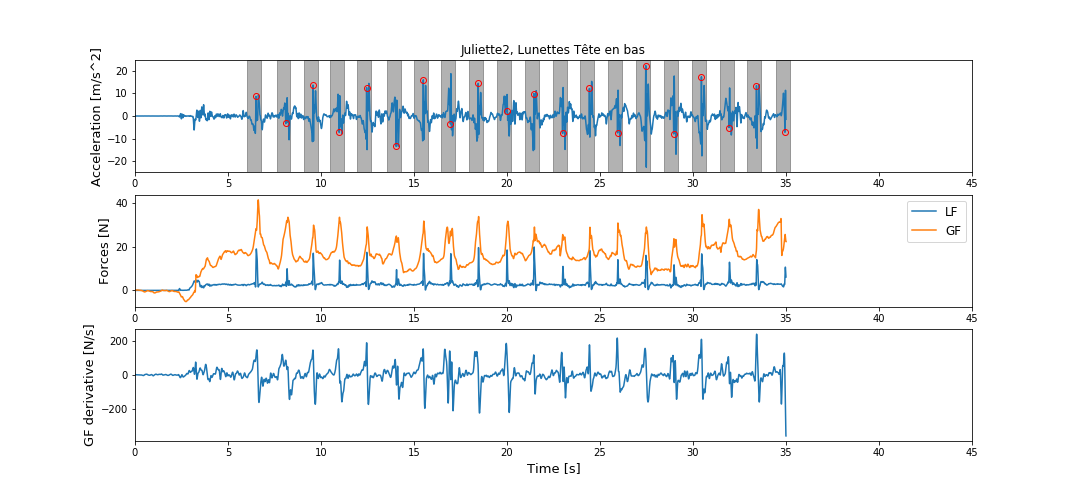 Juliette2, Lunettes Tête en bas
Acceleration [m/s^2]
20
10
0
−10
−20
0 5 10 15 20 25 30 35 40 45
Forces [N]
40
20
0
LF
GF
0 5 10 15 20 25 30 35 40 45
GF derivative [N/s]
200
0
−200
0 5 10 15 20 25 30 35 40 45
Time [s]